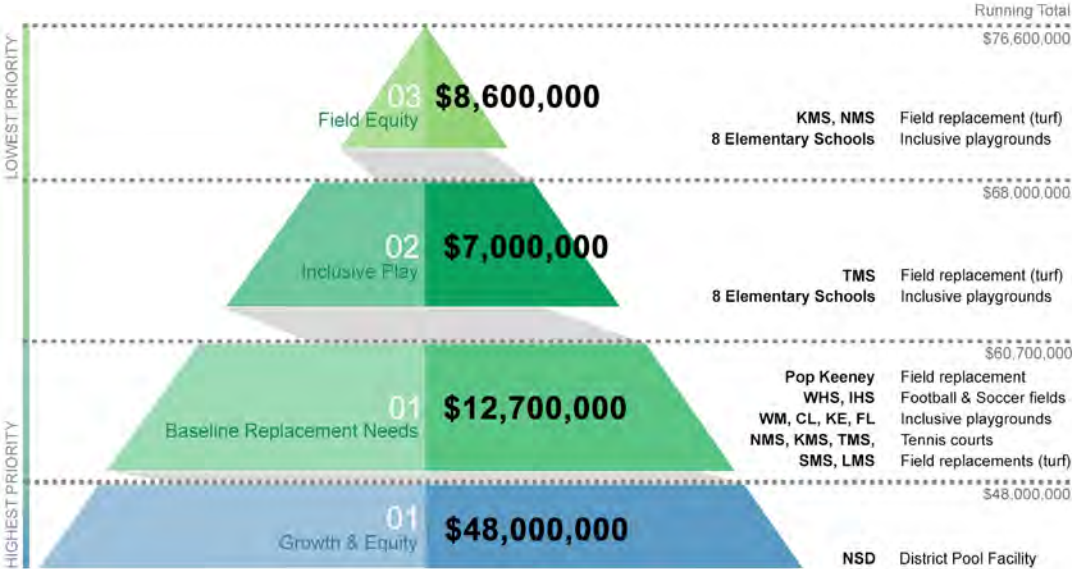 Running Total
$76,600,000
LOWEST PRIORITY
03 $8,600,000
Field Equity
KMS, NMS Field replacement (turf)
8 Elementary Schools Inclusive playgrounds
$68,000,000
02 $7,000,000
Inclusive Play
TMS Field replacement (turf)
8 Elementary Schools Inclusive playgrounds
$60,700,000
Pop Keeney Field replacement
WHS, IHS Football & Soccer fields
01 $12,700,000
WM, CL, KE, FL Inclusive playgrounds
Baseline Replacement Needs
NMS, KMS, TMS, Tennis courts
SMS, LMS Field replacements (turf)
HIGHEST PRIORITY
$48,000,000
01 $48,000,000
Growth & Equity
NSD District Pool Facility